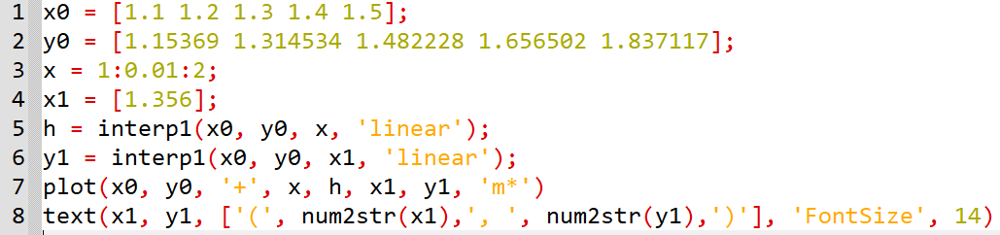 1 x0 = [1.1 1.2 1.3 1.4 1.5];
2 y0 = [1.15369 1.314534 1.482228 1.656502 1.837117];
3 x = 1:0.01:2;
4 x1 = [1.356];
5 h = interp1(x0, y0, x, 'linear');
6 y1 = interp1(x0, y0, x1, 'linear');
7 plot(x0, y0, '+', x, h, x1, y1, 'm*')
8 text(x1, y1, ['(', num2str(x1),', ', num2str(y1),')'], 'FontSize', 14)